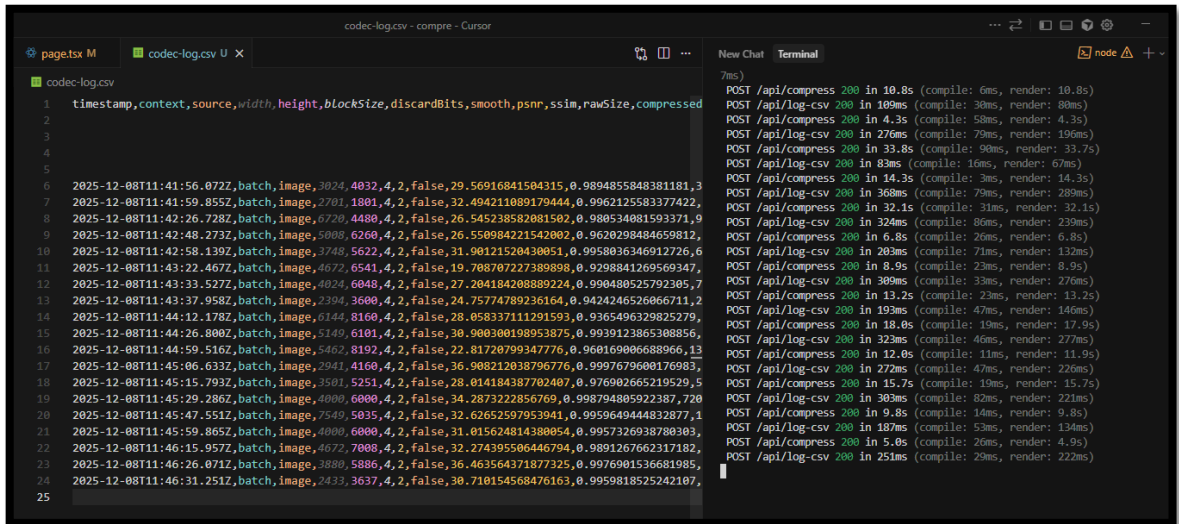 codec-log.csv - compre - Cursor
page.tsx M
codec-log.csv U
codec-log.csv
1 timestamp,context,source,width,height,blockSize,discardBits,smooth,psnr,ssim,rawSize,compressed
2
3
4
5
6 2025-12-08T11:41:56.072Z,batch,image,3024,4032,4,2,false,29.56916841504315,0.9894855848381181,3
7 2025-12-08T11:41:59.855Z,batch,image,2701,1801,4,2,false,32.494211089179444,0.9962125583377422,
8 2025-12-08T11:42:26.728Z,batch,image,6720,4480,4,2,false,26.545238582081502,0.980534081593371,9
9 2025-12-08T11:42:48.273Z,batch,image,5008,6260,4,2,false,26.550984221542002,0.9620298484659812,
10 2025-12-08T11:42:58.139Z,batch,image,3748,5622,4,2,false,31.90121520430051,0.9958036346912726,6
11 2025-12-08T11:43:22.467Z,batch,image,4672,6541,4,2,false,19.708707227389898,0.9298841269569347,
12 2025-12-08T11:43:33.527Z,batch,image,4024,6048,4,2,false,27.204184208889224,0.990480525792305,7
13 2025-12-08T11:43:37.958Z,batch,image,2394,3600,4,2,false,24.75774789236164,0.9424246526066711,2
14 2025-12-08T11:44:12.178Z,batch,image,6144,8160,4,2,false,28.058337111291593,0.9365496329825279,
15 2025-12-08T11:44:26.800Z,batch,image,5149,6101,4,2,false,30.900300198953875,0.9939123865308856,
16 2025-12-08T11:44:59.516Z,batch,image,5462,8192,4,2,false,22.81720799347776,0.960169006688966,13
17 2025-12-08T11:45:06.633Z,batch,image,2941,4160,4,2,false,36.908212038796776,0.9997679600176983,
18 2025-12-08T11:45:15.793Z,batch,image,3501,5251,4,2,false,28.014184387702407,0.976902665219529,5
19 2025-12-08T11:45:29.286Z,batch,image,4000,6000,4,2,false,34.2873222856769,0.998794805922387,720
20 2025-12-08T11:45:47.551Z,batch,image,7549,5035,4,2,false,32.62652597953941,0.9959649444832877,1
21 2025-12-08T11:45:59.865Z,batch,image,4000,6000,4,2,false,31.015624814380054,0.9957326938780303,
22 2025-12-08T11:46:15.957Z,batch,image,4672,7008,4,2,false,32.274395506446794,0.9891267662317182,
23 2025-12-08T11:46:26.071Z,batch,image,3880,5886,4,2,false,36.463564371877325,0.9976901536681985,
24 2025-12-08T11:46:31.251Z,batch,image,2433,3637,4,2,false,30.710154568476163,0.9959818525242107,
25
New Chat Terminal
node
7ms)
POST /api/compress 200 in 10.8s (compile: 6ms, render: 10.8s)
POST /api/log-csv 200 in 109ms (compile: 30ms, render: 80ms)
POST /api/compress 200 in 4.3s (compile: 58ms, render: 4.3s)
POST /api/log-csv 200 in 276ms (compile: 79ms, render: 196ms)
POST /api/compress 200 in 33.8s (compile: 90ms, render: 33.7s)
POST /api/log-csv 200 in 83ms (compile: 16ms, render: 67ms)
POST /api/compress 200 in 14.3s (compile: 3ms, render: 14.3s)
POST /api/log-csv 200 in 368ms (compile: 79ms, render: 289ms)
POST /api/compress 200 in 32.1s (compile: 31ms, render: 32.1s)
POST /api/log-csv 200 in 324ms (compile: 86ms, render: 239ms)
POST /api/compress 200 in 6.8s (compile: 26ms, render: 6.8s)
POST /api/log-csv 200 in 203ms (compile: 71ms, render: 132ms)
POST /api/compress 200 in 8.9s (compile: 23ms, render: 8.9s)
POST /api/log-csv 200 in 309ms (compile: 33ms, render: 276ms)
POST /api/compress 200 in 13.2s (compile: 23ms, render: 13.2s)
POST /api/log-csv 200 in 193ms (compile: 47ms, render: 146ms)
POST /api/compress 200 in 18.0s (compile: 19ms, render: 17.9s)
POST /api/log-csv 200 in 323ms (compile: 46ms, render: 277ms)
POST /api/compress 200 in 12.0s (compile: 11ms, render: 11.9s)
POST /api/log-csv 200 in 272ms (compile: 47ms, render: 226ms)
POST /api/compress 200 in 15.7s (compile: 19ms, render: 15.7s)
POST /api/log-csv 200 in 303ms (compile: 82ms, render: 221ms)
POST /api/compress 200 in 9.8s (compile: 14ms, render: 9.8s)
POST /api/log-csv 200 in 187ms (compile: 53ms, render: 134ms)
POST /api/compress 200 in 5.0s (compile: 26ms, render: 4.9s)
POST /api/log-csv 200 in 251ms (compile: 29ms, render: 222ms)